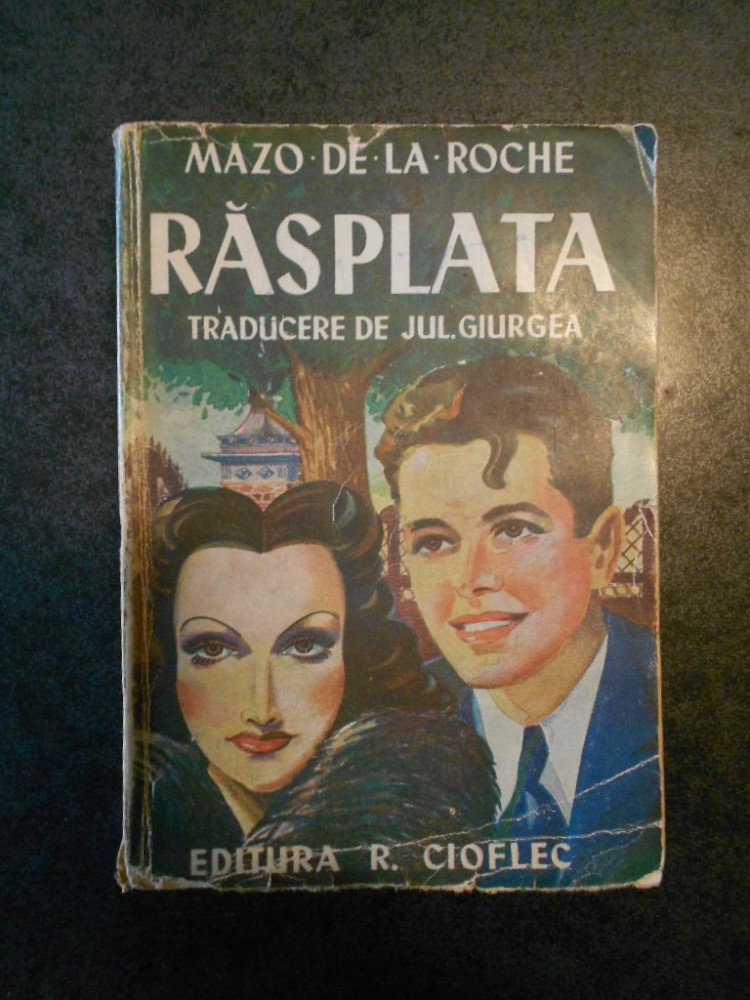 MAZO·DE·LA·ROCHE
RĂSPLATA
TRADUCERE DE JUL.GIURGEA
EDITURA R. CIOFLEC